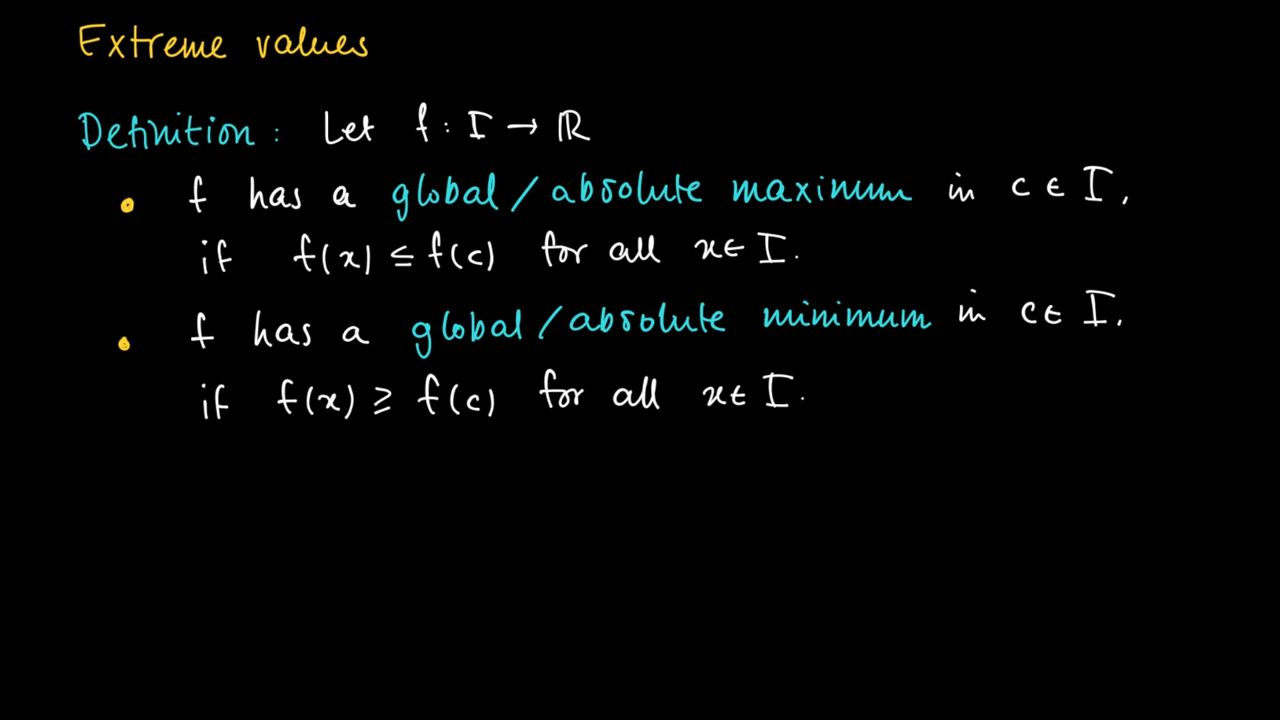 Extreme values
Definition: Let f: I → ℝ
• f has a global/absolute maximum in c ∈ I,
if f(x) ≤ f(c) for all x ∈ I.
• f has a global/absolute minimum in c ∈ I,
if f(x) ≥ f(c) for all x ∈ I.